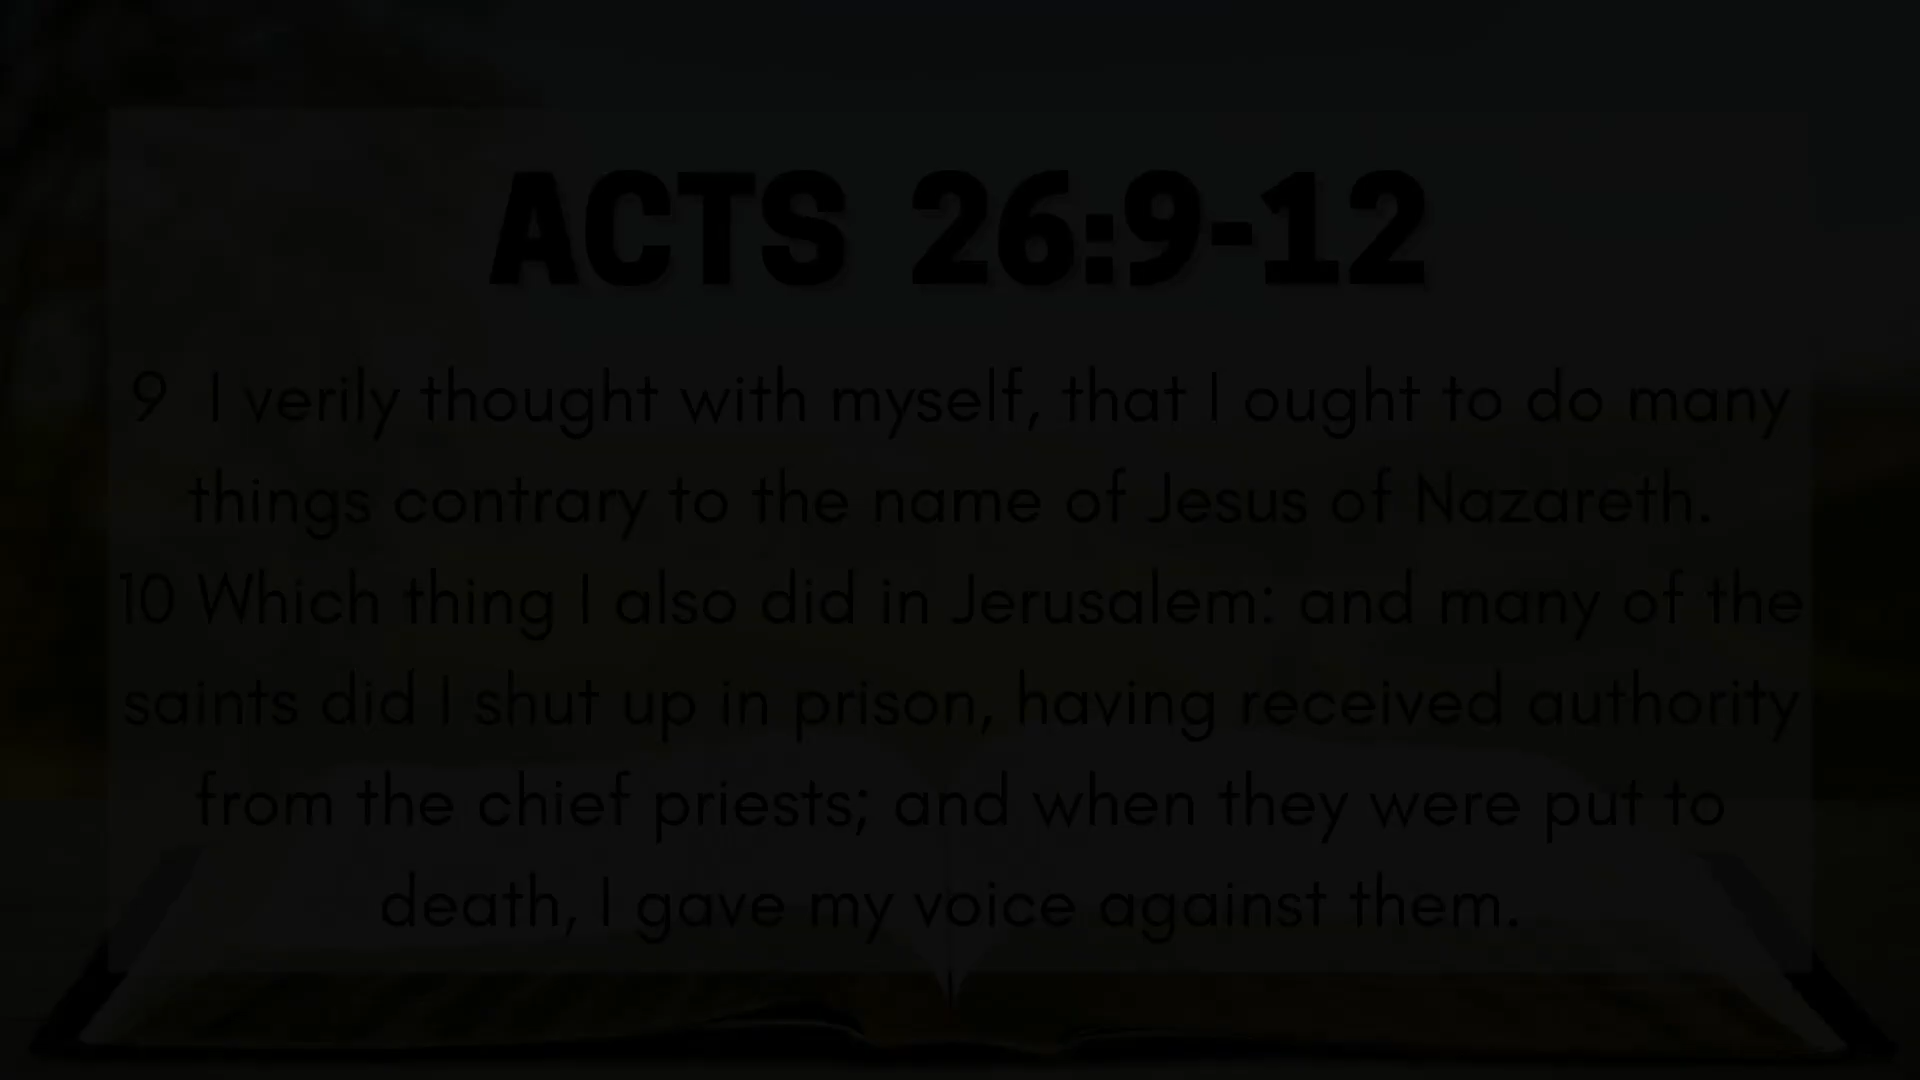 ACTS 26:9-12
9 I verily thought with myself, that I ought to do many
things contrary to the name of Jesus of Nazareth.
10 Which thing I also did in Jerusalem: and many of the
saints did I shut up in prison, having received authority
from the chief priests; and when they were put to
death, I gave my voice against them.